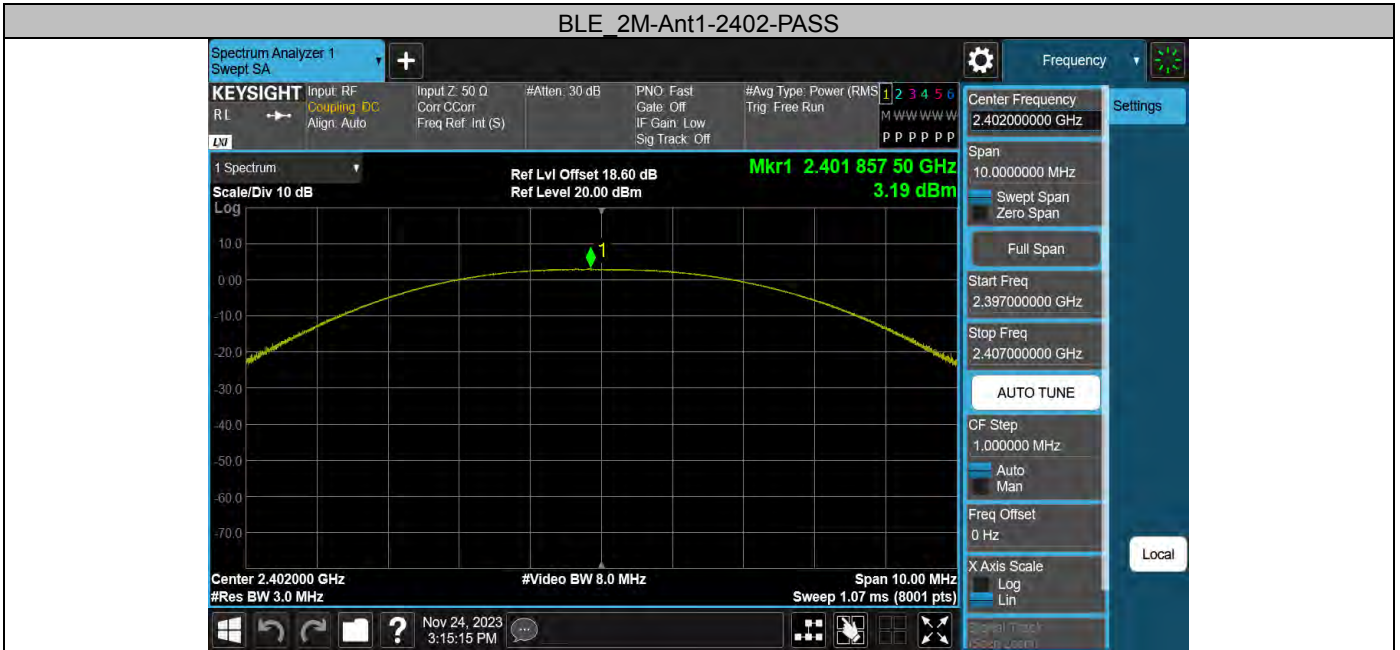 BLE_2M-Ant1-2402-PASS
Spectrum Analyzer 1
Swept SA
+
Frequency
KEYSIGHT
RL
LXI
Input: RF
Coupling: DC
Align: Auto
Input Z: 50 Ω
Corr CCorr
Freq Ref: Int (S)
#Atten: 30 dB
PNO: Fast
Gate: Off
IF Gain: Low
Sig Track: Off
#Avg Type: Power (RMS
Trig: Free Run
1 2 3 4 5 6
M W W W W W
P P P P P P
1 Spectrum
Scale/Div 10 dB
Log
Ref Lvl Offset 18.60 dB
Ref Level 20.00 dBm
Mkr1 2.401 857 50 GHz
3.19 dBm
1
10.0
0.00
-10.0
-20.0
-30.0
-40.0
-50.0
-60.0
-70.0
Center 2.402000 GHz
#Res BW 3.0 MHz
#Video BW 8.0 MHz
Span 10.00 MHz
Sweep 1.07 ms (8001 pts)
?
Nov 24, 2023
3:15:15 PM
Center Frequency
2.402000000 GHz
Settings
Span
10.0000000 MHz
Swept Span
Zero Span
Full Span
Start Freq
2.397000000 GHz
Stop Freq
2.407000000 GHz
AUTO TUNE
CF Step
1.000000 MHz
Auto
Man
Freq Offset
0 Hz
X Axis Scale
Log
Lin
Local
Signal Track
(Span Zoom)